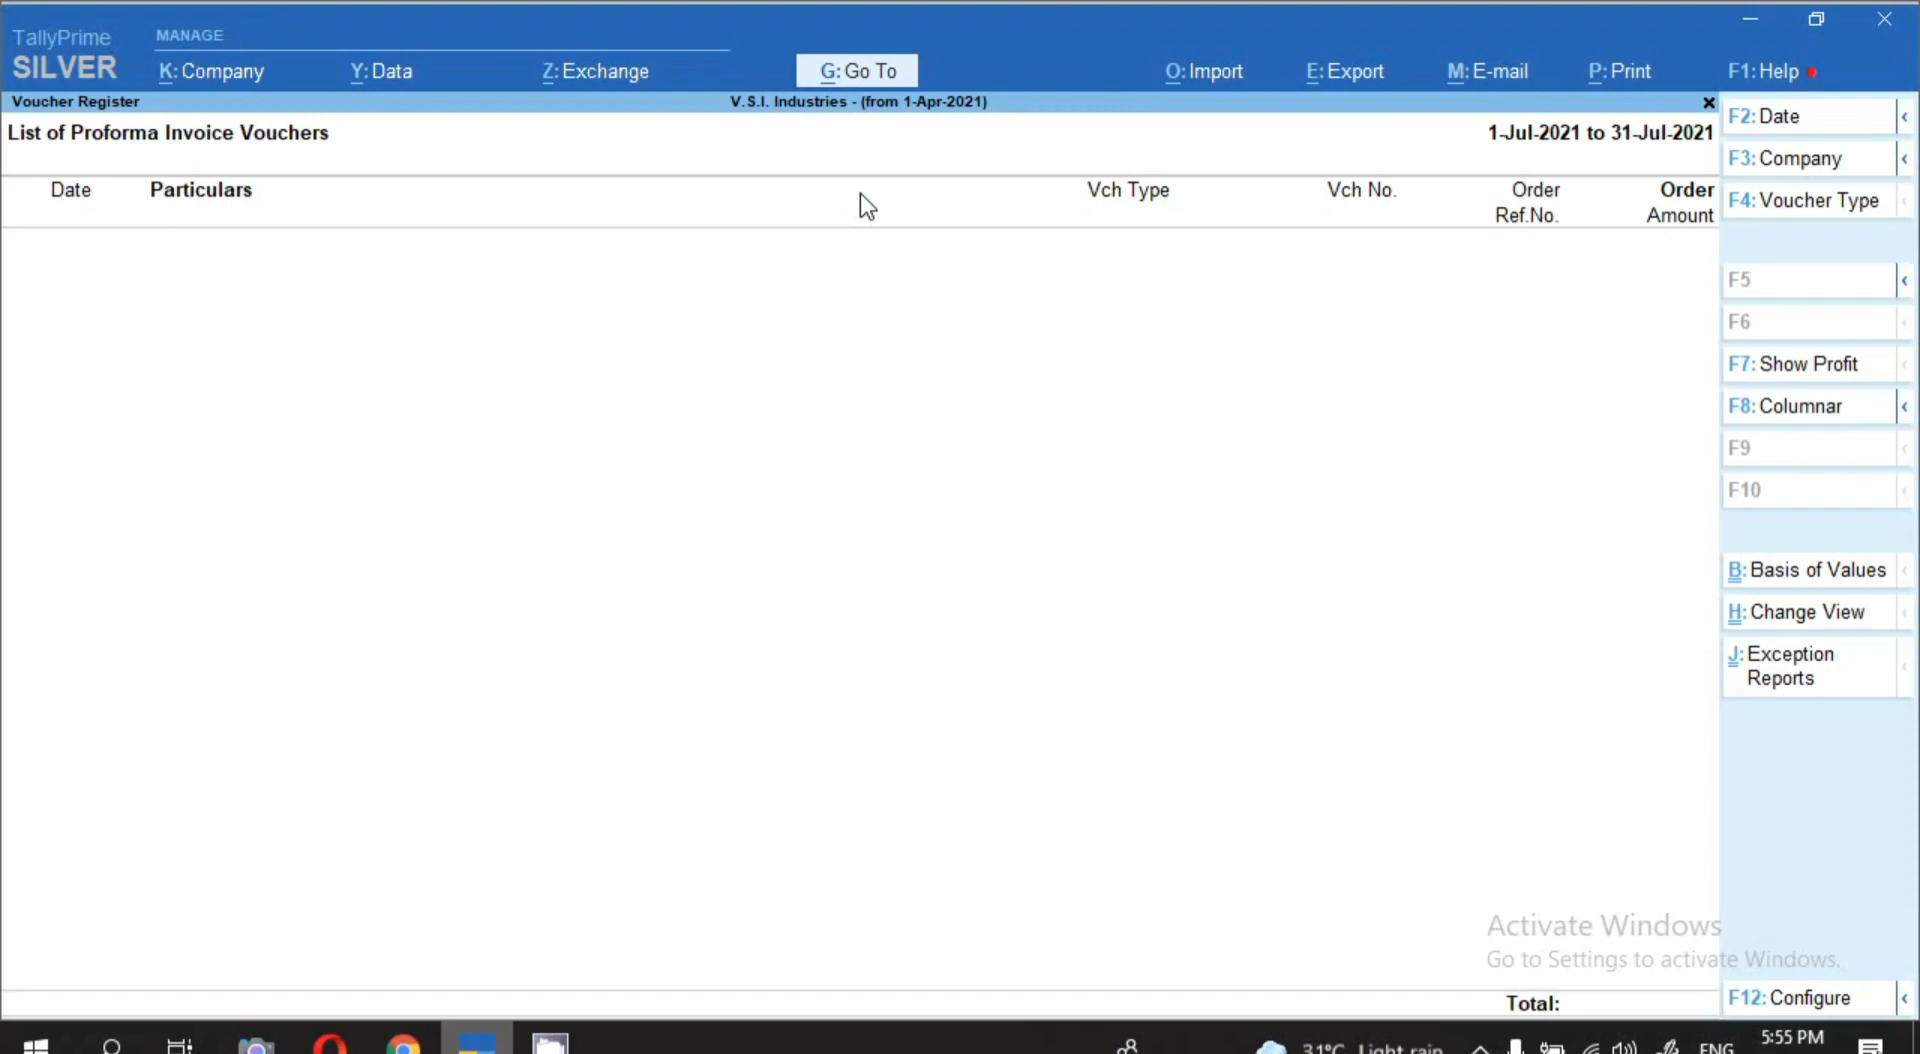 TallyPrime
SILVER
MANAGE
K: Company
Y: Data
Z: Exchange
G: Go To
O: Import
E: Export
M: E-mail
P: Print
F1: Help
Voucher Register
V.S.I. Industries - (from 1-Apr-2021)
List of Proforma Invoice Vouchers
1-Jul-2021 to 31-Jul-2021
Date
Particulars
Vch Type
Vch No.
Order
Ref.No.
Order
Amount
F2: Date
F3: Company
F4: Voucher Type
F5
F6
F7: Show Profit
F8: Columnar
F9
F10
B: Basis of Values
H: Change View
J: Exception
Reports
Activate Windows
Go to Settings to activate Windows.
Total:
F12: Configure
31°C Light rain
ENG
5:55 PM